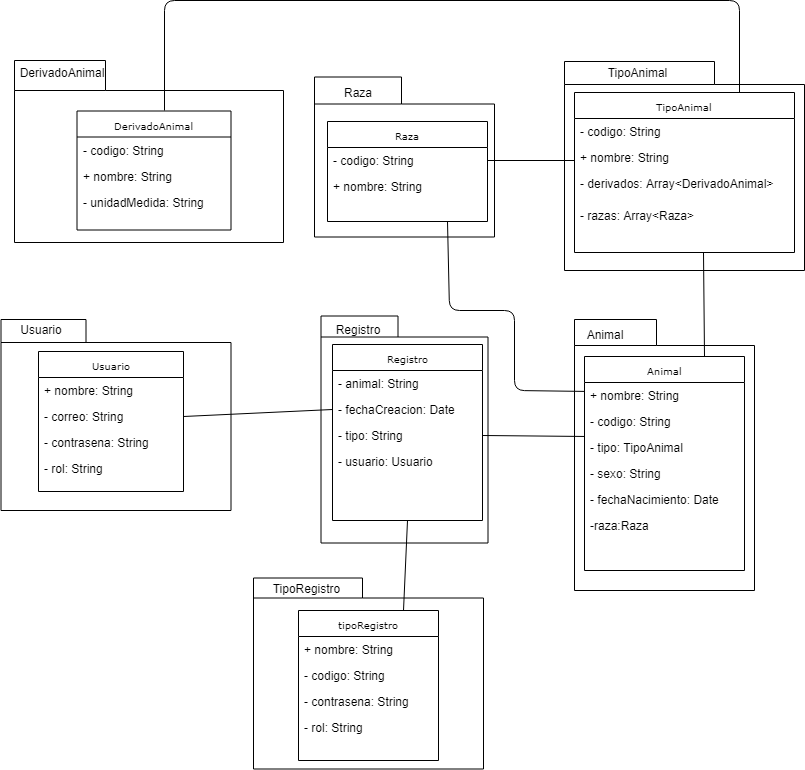 DerivadoAnimal
DerivadoAnimal
- codigo: String
+ nombre: String
- unidadMedida: String
Raza
Raza
- codigo: String
+ nombre: String
TipoAnimal
TipoAnimal
- codigo: String
+ nombre: String
- derivados: Array<DerivadoAnimal>
- razas: Array<Raza>
Usuario
Usuario
+ nombre: String
- correo: String
- contrasena: String
- rol: String
Registro
Registro
- animal: String
- fechaCreacion: Date
- tipo: String
- usuario: Usuario
Animal
Animal
+ nombre: String
- codigo: String
- tipo: TipoAnimal
- sexo: String
- fechaNacimiento: Date
-raza:Raza
TipoRegistro
tipoRegistro
+ nombre: String
- codigo: String
- contrasena: String
- rol: String